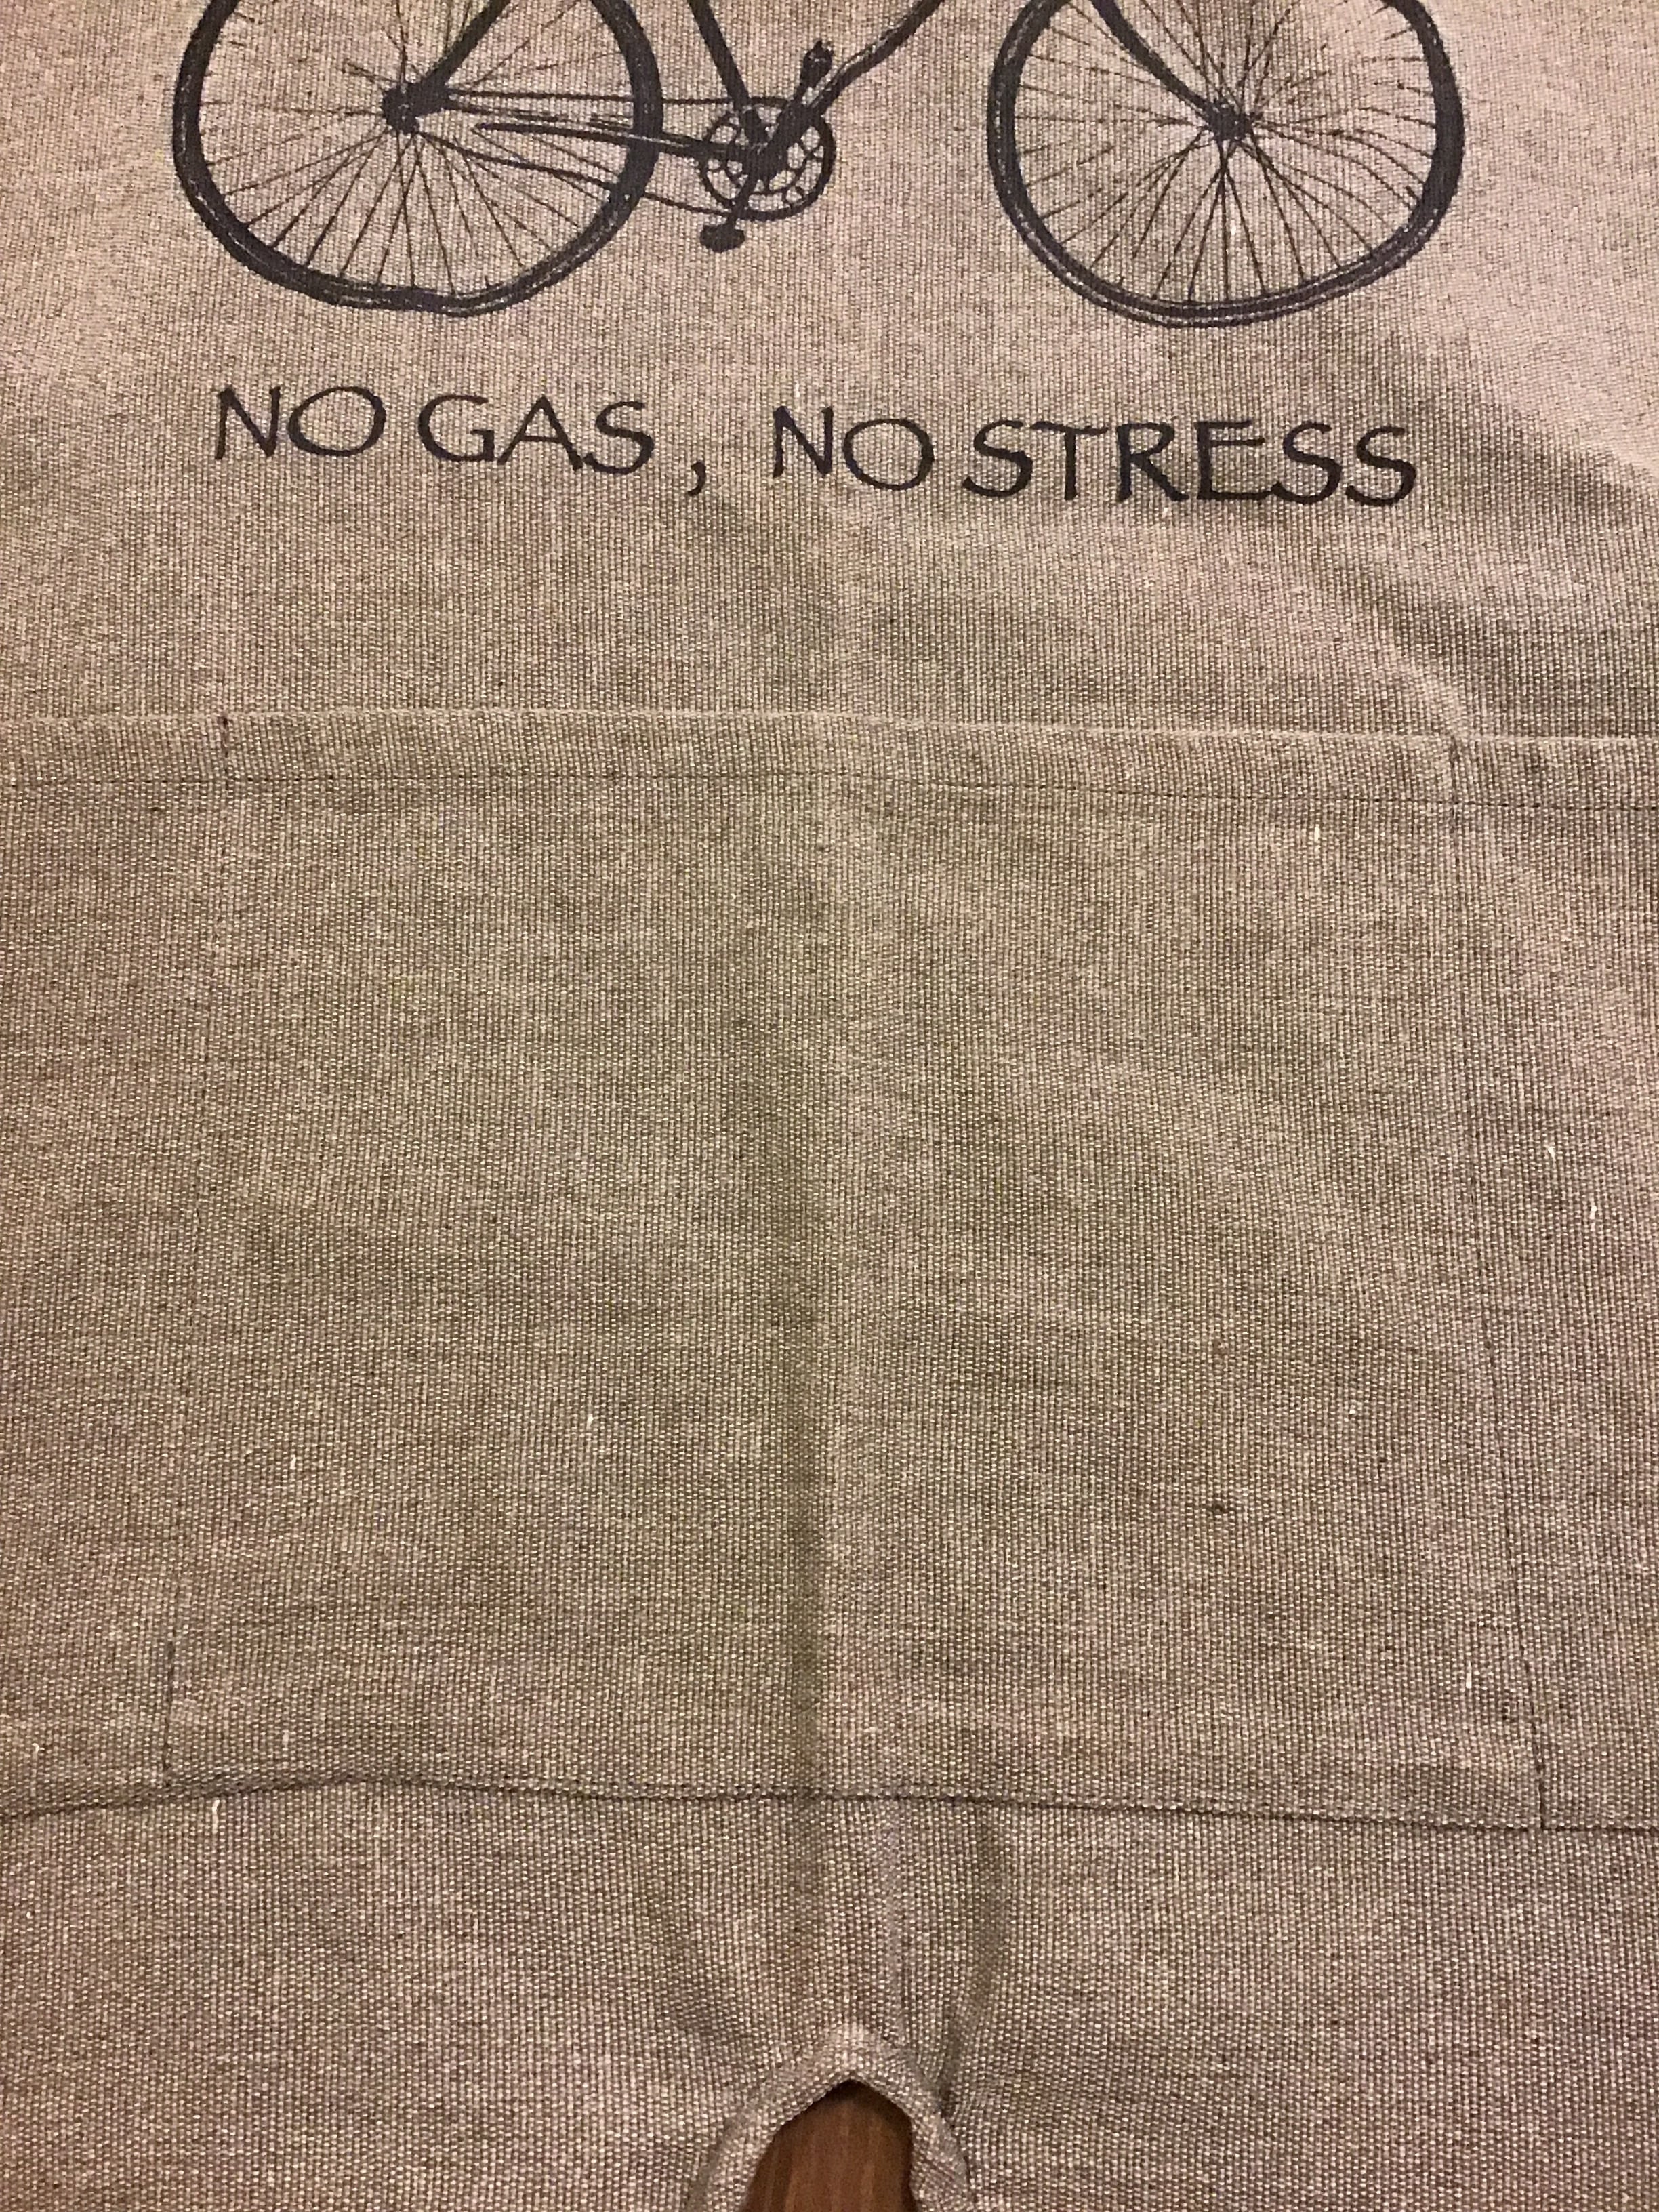 NO GAS, NO STRESS